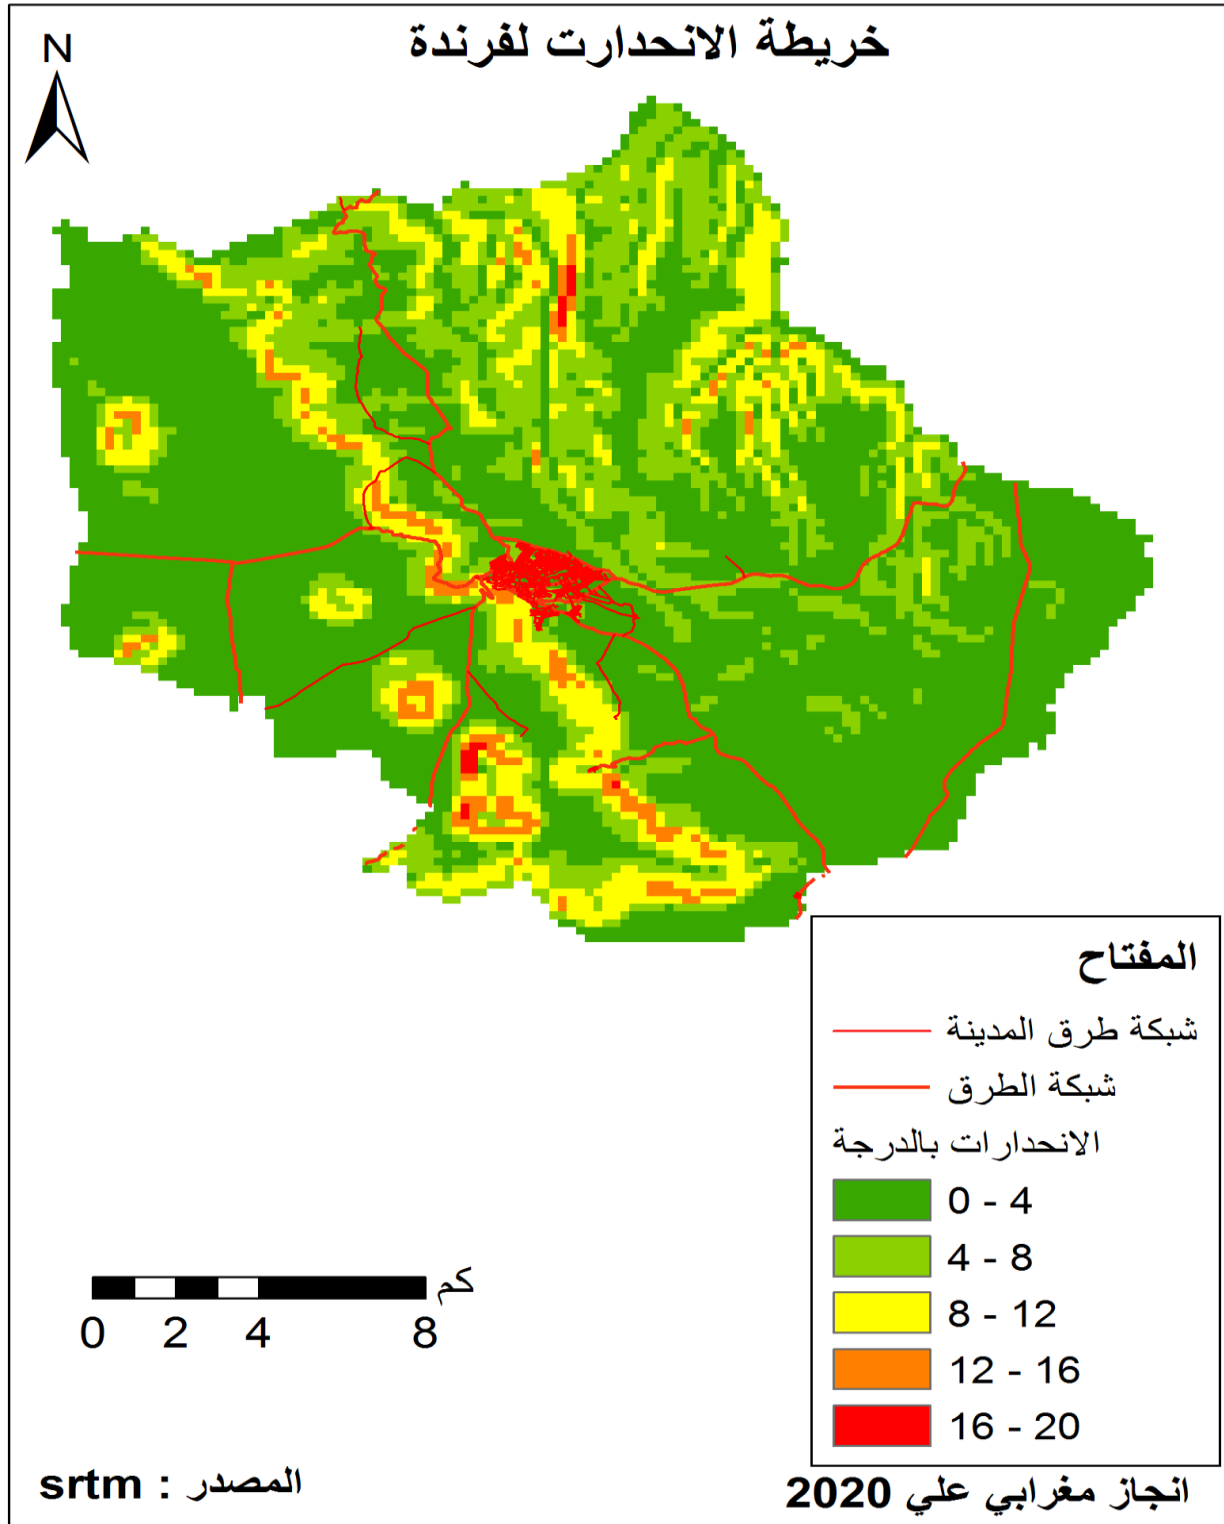 خريطة الانحدارت لفرندة
N
المفتاح
شبكة طرق المدينة
شبكة الطرق
الانحدارات بالدرجة
0 - 4
4 - 8
8 - 12
12 - 16
16 - 20
كم
0 2 4 8
المصدر : srtm
انجاز مغرابي علي 2020